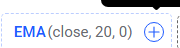 EMA(close, 20, 0)